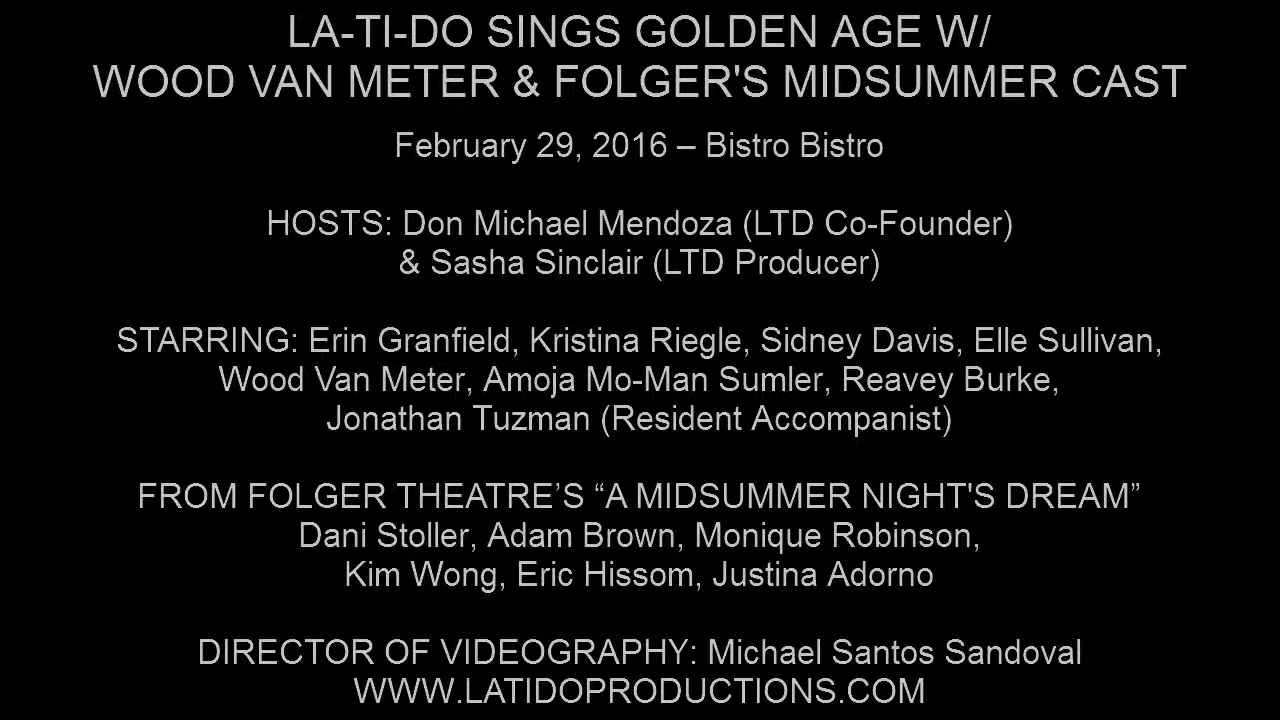 LA-TI-DO SINGS GOLDEN AGE W/
WOOD VAN METER & FOLGER'S MIDSUMMER CAST
February 29, 2016 – Bistro Bistro
HOSTS: Don Michael Mendoza (LTD Co-Founder)
& Sasha Sinclair (LTD Producer)
STARRING: Erin Granfield, Kristina Riegle, Sidney Davis, Elle Sullivan,
Wood Van Meter, Amoja Mo-Man Sumler, Reavey Burke,
Jonathan Tuzman (Resident Accompanist)
FROM FOLGER THEATRE’S “A MIDSUMMER NIGHT'S DREAM”
Dani Stoller, Adam Brown, Monique Robinson,
Kim Wong, Eric Hissom, Justina Adorno
DIRECTOR OF VIDEOGRAPHY: Michael Santos Sandoval
WWW.LATIDOPRODUCTIONS.COM